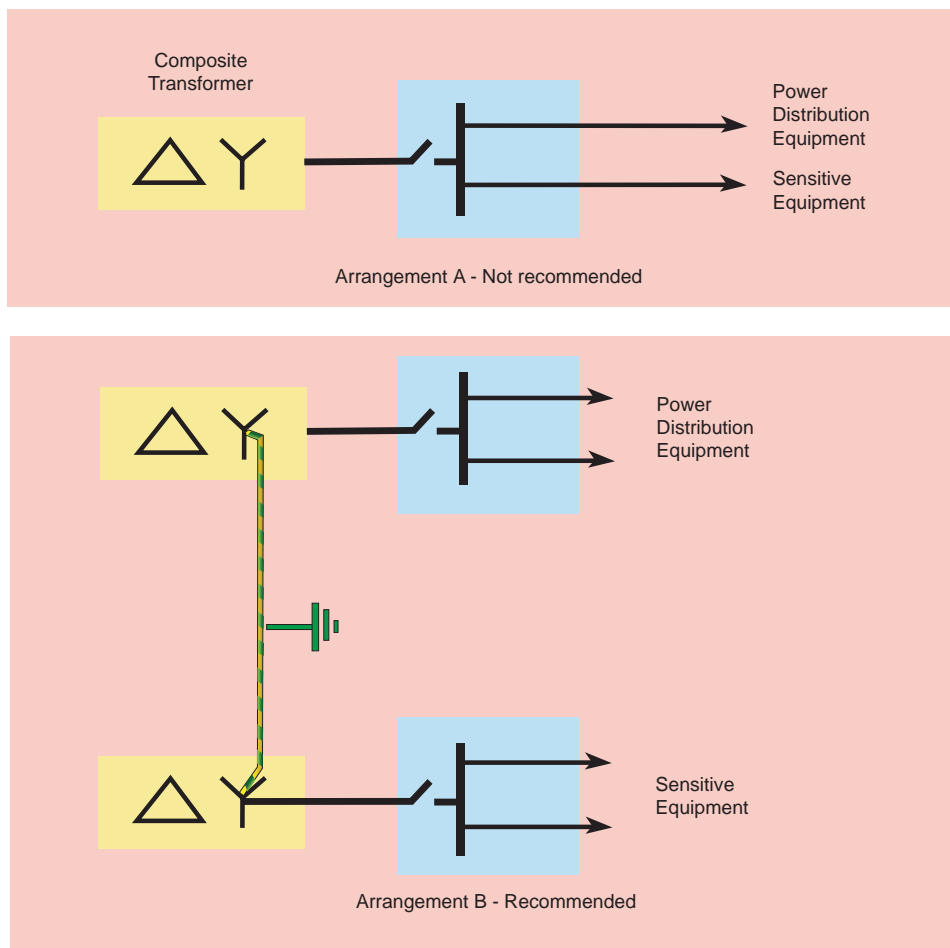 Composite
Transformer
Power
Distribution
Equipment
Sensitive
Equipment
Arrangement A - Not recommended
Power
Distribution
Equipment
Sensitive
Equipment
Arrangement B - Recommended